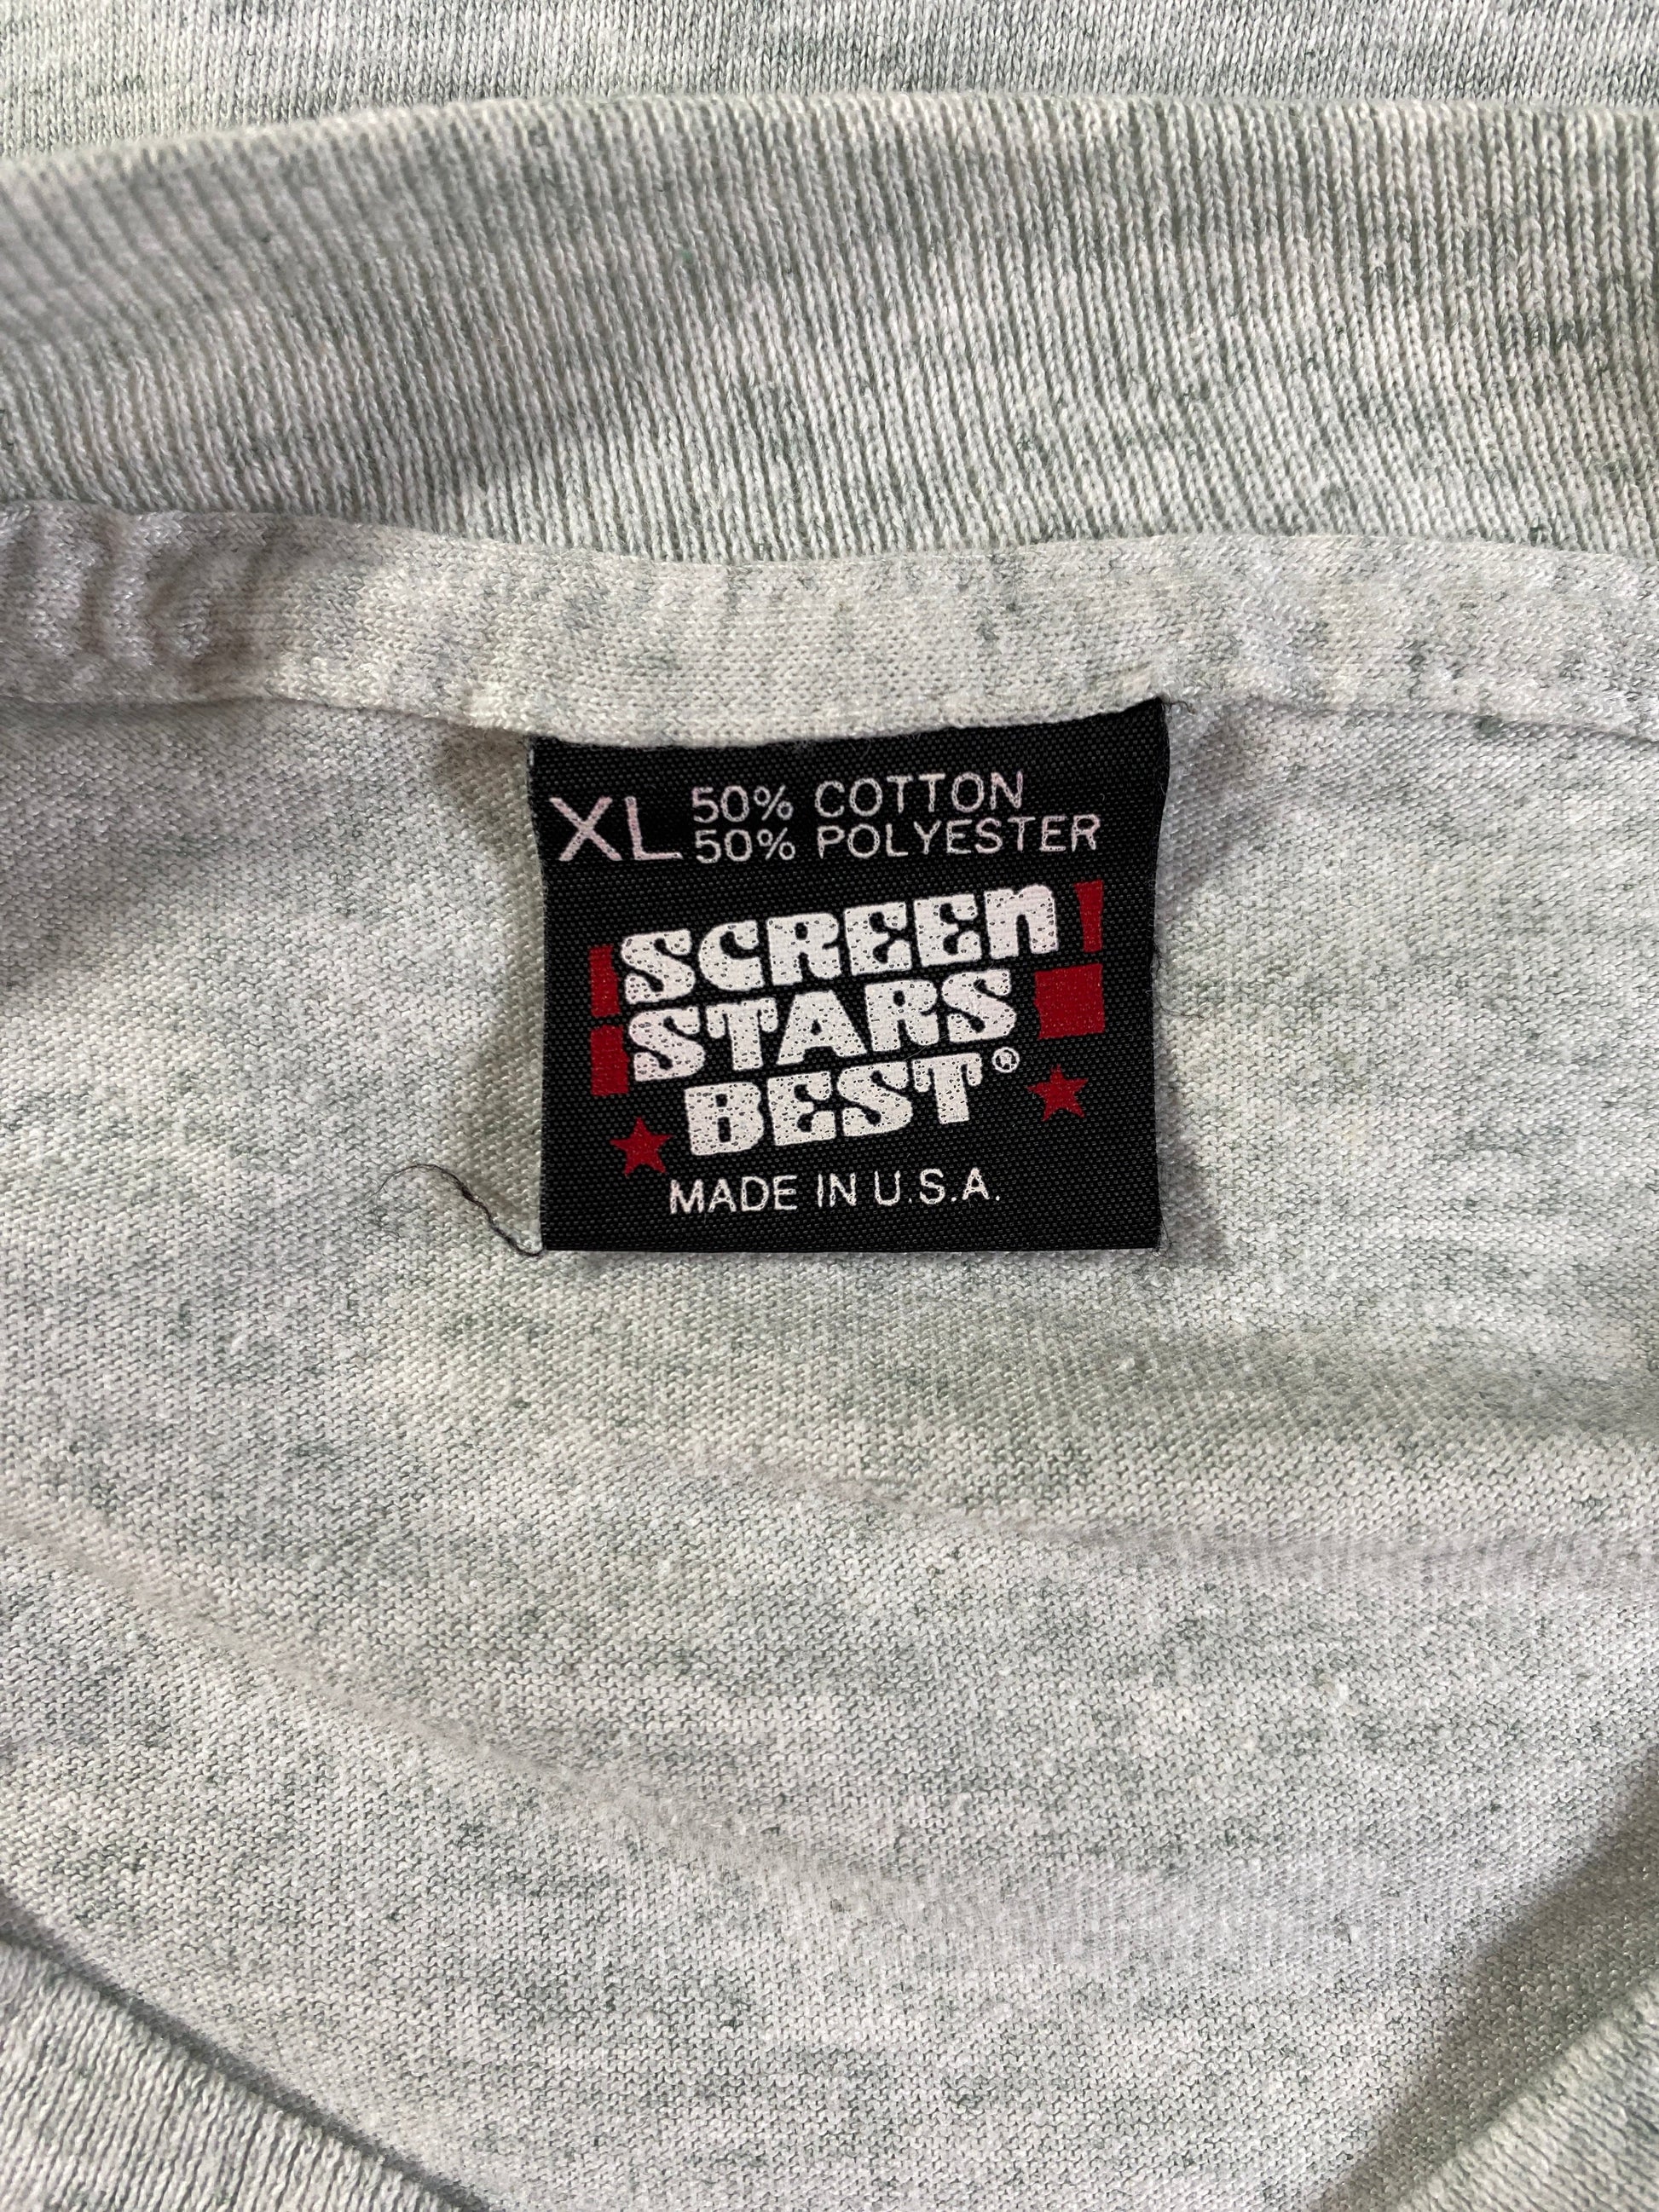 XL 50% COTTON
50% POLYESTER
SCREEN
STARS
BEST®
MADE IN U.S.A.